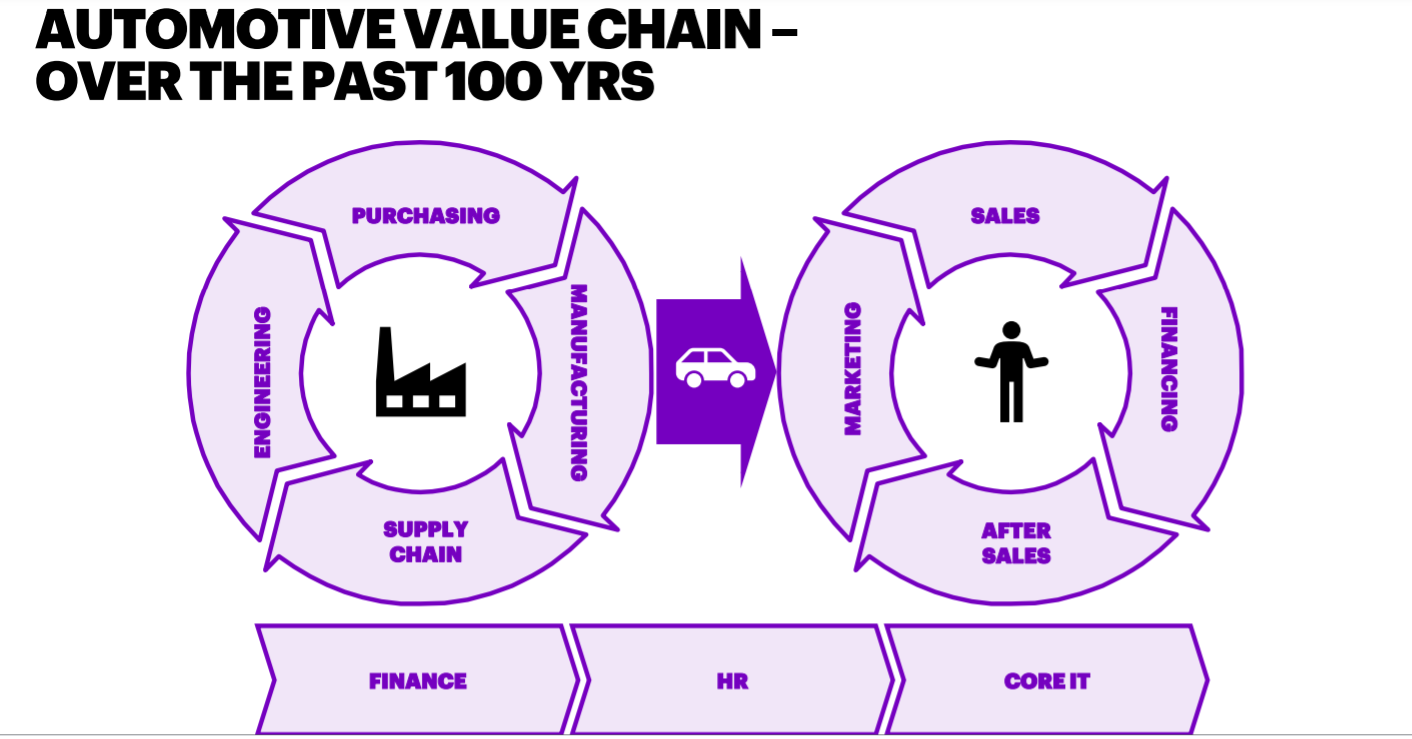 AUTOMOTIVE VALUE CHAIN –
OVER THE PAST 100 YRS
PURCHASING
ENGINEERING
MANUFACTURING
SUPPLY
CHAIN
SALES
MARKETING
FINANCING
AFTER
SALES
FINANCE
HR
CORE IT